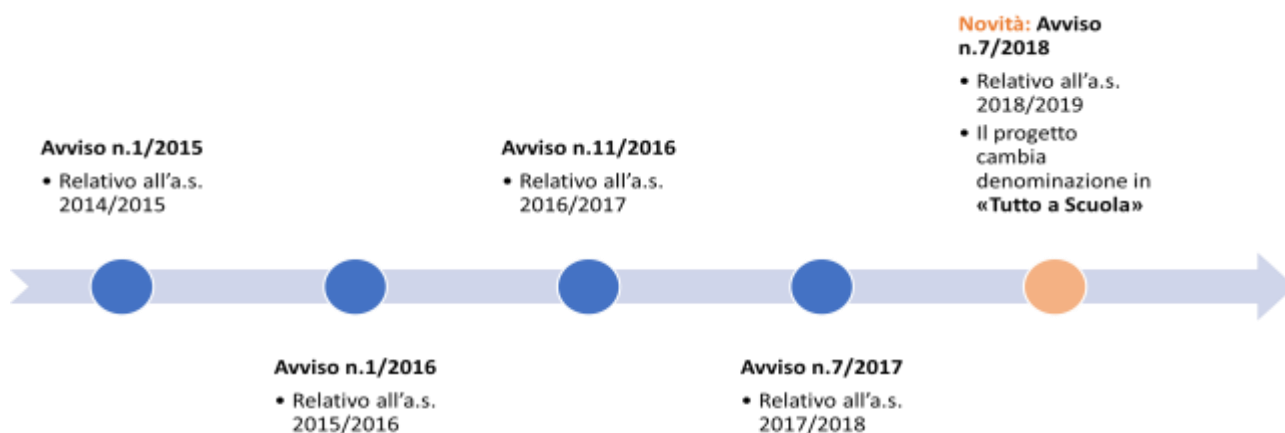 Avviso n.1/2015
• Relativo all'a.s.
2014/2015
Avviso n.1/2016
• Relativo all'a.s.
2015/2016
Avviso n.11/2016
• Relativo all'a.s.
2016/2017
Avviso n.7/2017
• Relativo all'a.s.
2017/2018
Novità: Avviso
n.7/2018
• Relativo all'a.s.
2018/2019
• Il progetto
cambia
denominazione in
«Tutto a Scuola»